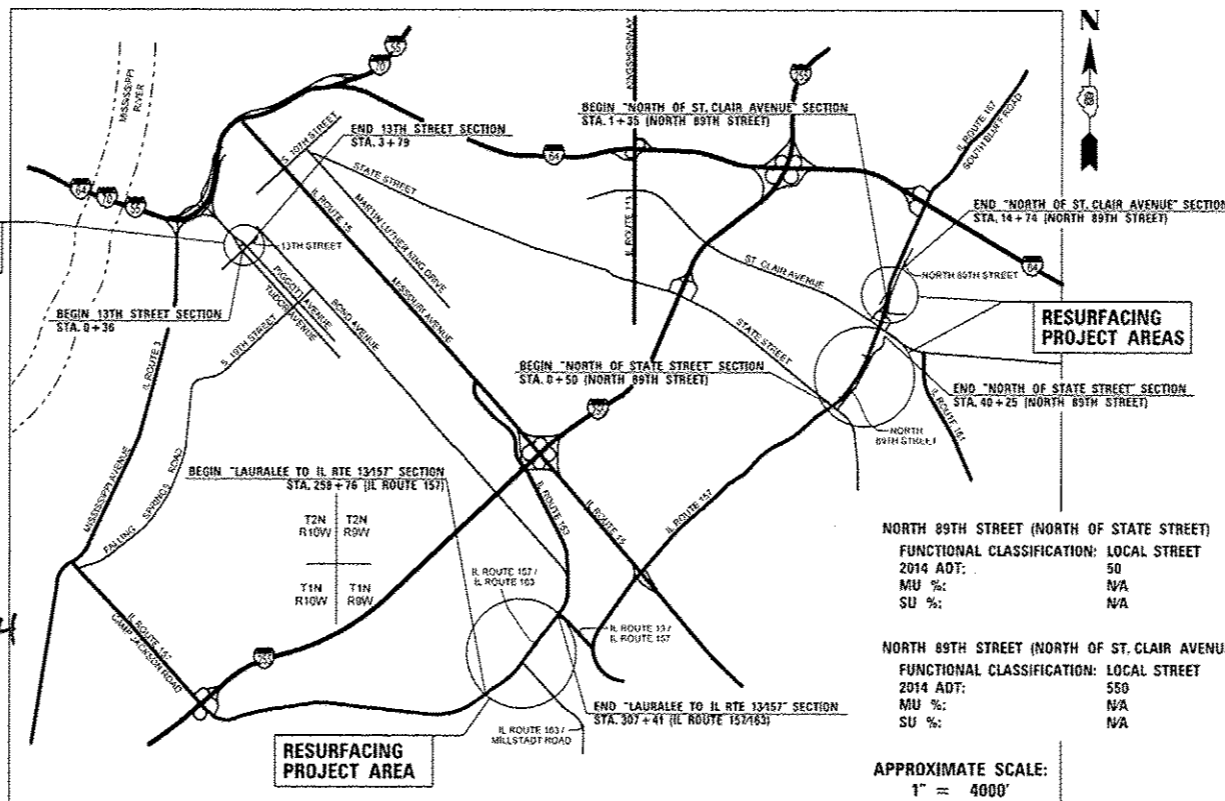 55
70
MISSISSIPPI
RIVER
KINGSHIGHWAY
N
255
BEGIN "NORTH OF ST. CLAIR AVENUE" SECTION
STA. 1+35 (NORTH 89TH STREET)
IL ROUTE 157
SOUTH BLUFF ROAD
END 13TH STREET SECTION
STA. 3+79
S. 10TH STREET
STATE STREET
64
64
70
55
IL ROUTE 15
MARTIN LUTHER KING DRIVE
IL ROUTE 111
END "NORTH OF ST. CLAIR AVENUE" SECTION
STA. 14+74 (NORTH 89TH STREET)
13TH STREET
ST. CLAIR AVENUE
NORTH 89TH STREET
64
PIGGOTT AVENUE
TUDOR AVENUE
BOND AVENUE
MISSOURI AVENUE
BEGIN 13TH STREET SECTION
STA. 0+36
RESURFACING
PROJECT AREAS
STATE STREET
S. 19TH STREET
IL ROUTE 3
BEGIN "NORTH OF STATE STREET" SECTION
STA. 0+50 (NORTH 89TH STREET)
END "NORTH OF STATE STREET" SECTION
STA. 40+25 (NORTH 89TH STREET)
IL ROUTE 161
255
NORTH
89TH STREET
MISSISSIPPI AVENUE
FALLING SPRINGS ROAD
BEGIN "LAURALEE TO IL RTE 13/157" SECTION
STA. 258+76 (IL ROUTE 157)
IL ROUTE 163
IL ROUTE 15
IL ROUTE 157
T2N
R10W
T2N
R9W
T1N
R10W
T1N
R9W
IL ROUTE 157 /
IL ROUTE 163
IL ROUTE 13 /
IL ROUTE 157
IL ROUTE 157
CAMP JACKSON ROAD
255
END "LAURALEE TO IL RTE 13/157" SECTION
STA. 307+41 (IL ROUTE 157/163)
IL ROUTE 163 /
MILLSTADT ROAD
RESURFACING
PROJECT AREA
NORTH 89TH STREET (NORTH OF STATE STREET)
FUNCTIONAL CLASSIFICATION: LOCAL STREET
2014 ADT: 50
MU %: N/A
SU %: N/A
NORTH 89TH STREET (NORTH OF ST. CLAIR AVENU
FUNCTIONAL CLASSIFICATION: LOCAL STREET
2014 ADT: 550
MU %: N/A
SU %: N/A
APPROXIMATE SCALE:
1" = 4000'